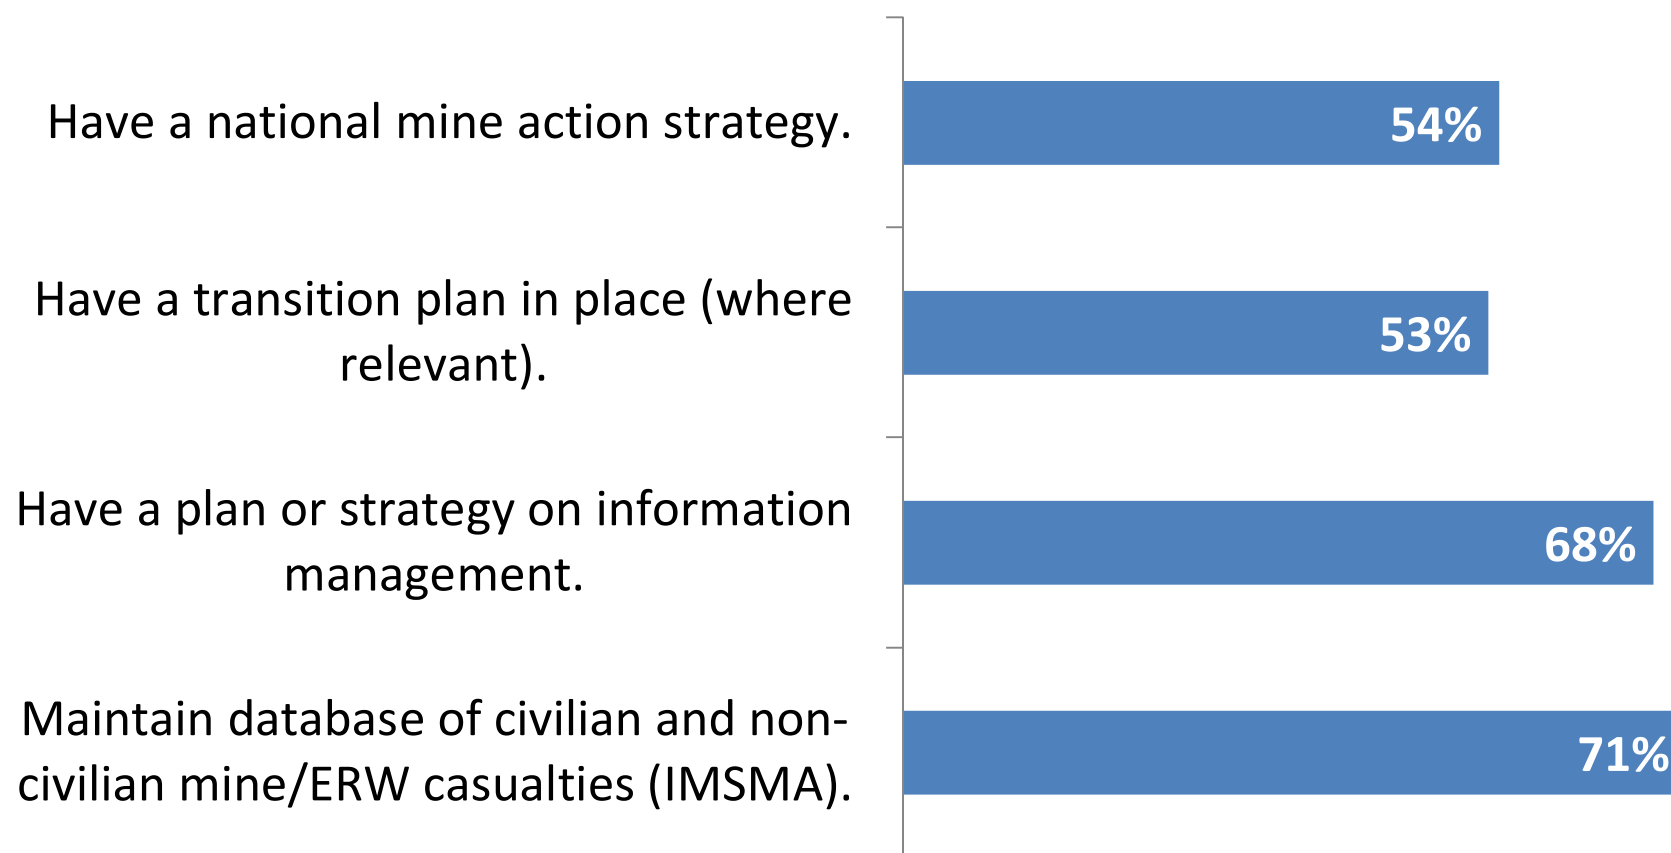 Have a national mine action strategy.
54%
Have a transition plan in place (where
relevant).
53%
Have a plan or strategy on information
management.
68%
Maintain database of civilian and non-
civilian mine/ERW casualties (IMSMA).
71%